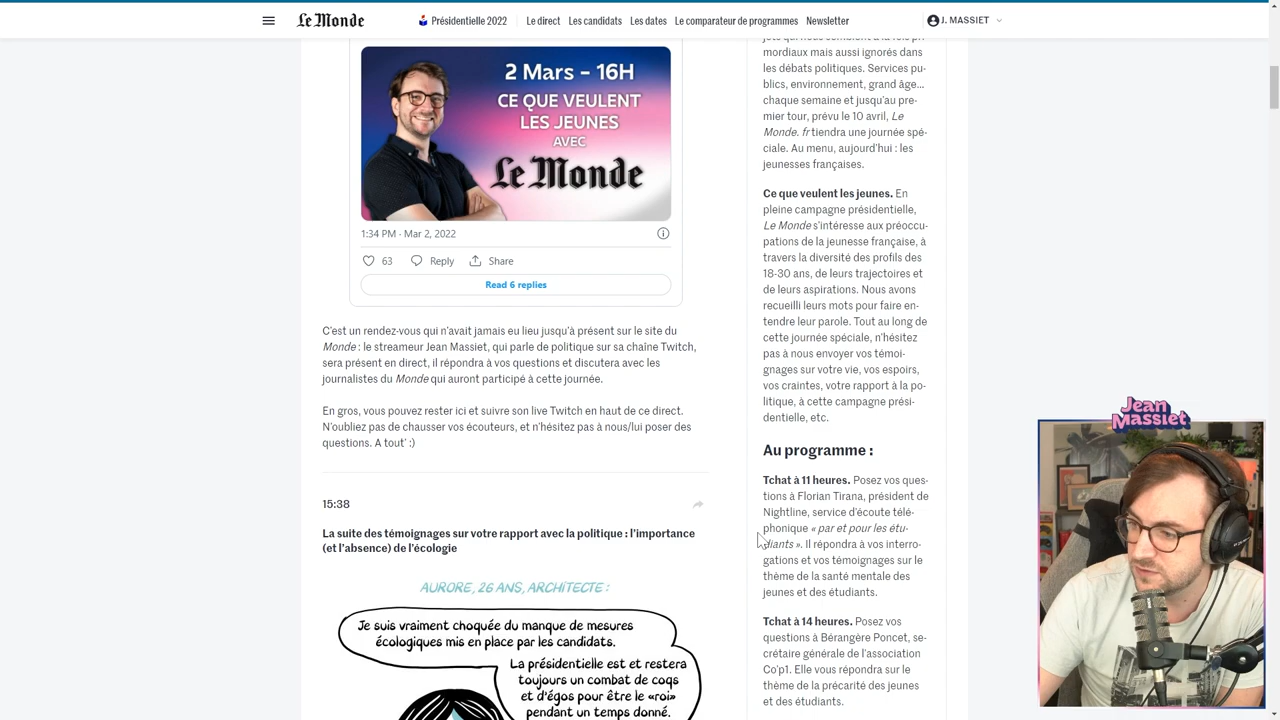 Le Monde
Présidentielle 2022
Le direct
Les candidats
Les dates
Le comparateur de programmes
Newsletter
J. MASSIET
2 Mars - 16H
CE QUE VEULENT
LES JEUNES
AVEC
Le Monde
1:34 PM · Mar 2, 2022
63
Reply
Share
Read 6 replies
C'est un rendez-vous qui n'avait jamais eu lieu jusqu'à présent sur le site du
Monde : le streameur Jean Massiet, qui parle de politique sur sa chaîne Twitch,
sera présent en direct, il répondra à vos questions et discutera avec les
journalistes du Monde qui auront participé à cette journée.
En gros, vous pouvez rester ici et suivre son live Twitch en haut de ce direct.
N'oubliez pas de chausser vos écouteurs, et n'hésitez pas à nous/lui poser des
questions. A tout' :)
15:38
La suite des témoignages sur votre rapport avec la politique : l'importance
(et l'absence) de l'écologie
AURORE, 26 ANS, ARCHITECTE :
Je suis vraiment choquée du manque de mesures
écologiques mis en place par les candidats.
La présidentielle est et restera
toujours un combat de coqs
et d'égos pour être le «roi»
pendant un temps donné.
mordiaux mais aussi ignorés dans
les débats politiques. Services pu-
blics, environnement, grand âge...
chaque semaine et jusqu'au pre-
mier tour, prévu le 10 avril, Le
Monde. fr tiendra une journée spé-
ciale. Au menu, aujourd'hui : les
jeunesses françaises.
Ce que veulent les jeunes. En
pleine campagne présidentielle,
Le Monde s'intéresse aux préoccu-
pations de la jeunesse française, à
travers la diversité des profils des
18-30 ans, de leurs trajectoires et
de leurs aspirations. Nous avons
recueilli leurs mots pour faire en-
tendre leur parole. Tout au long de
cette journée spéciale, n'hésitez
pas à nous envoyer vos témoi-
gnages sur votre vie, vos espoirs,
vos craintes, votre rapport à la po-
litique, à cette campagne prési-
dentielle, etc.
Au programme :
Tchat à 11 heures. Posez vos ques-
tions à Florian Tirana, président de
Nightline, service d'écoute télé-
phonique « par et pour les étu-
diants ». Il répondra à vos interro-
gations et vos témoignages sur le
thème de la santé mentale des
jeunes et des étudiants.
Tchat à 14 heures. Posez vos
questions à Bérangère Poncet, se-
crétaire générale de l'association
Co'p1. Elle vous répondra sur le
thème de la précarité des jeunes
et des étudiants.
Jean
Massiet